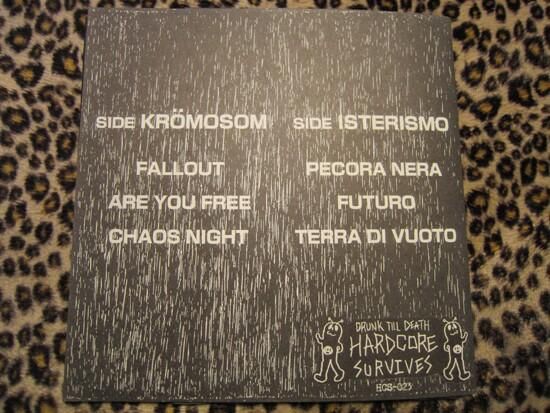 SIDE KRÖMOSOM
FALLOUT
ARE YOU FREE
CHAOS NIGHT
SIDE ISTERISMO
PECORA NERA
FUTURO
TERRA DI VUOTO
DRUNK TILL DEATH
HARDCORE
SURVIVES
HCS-023